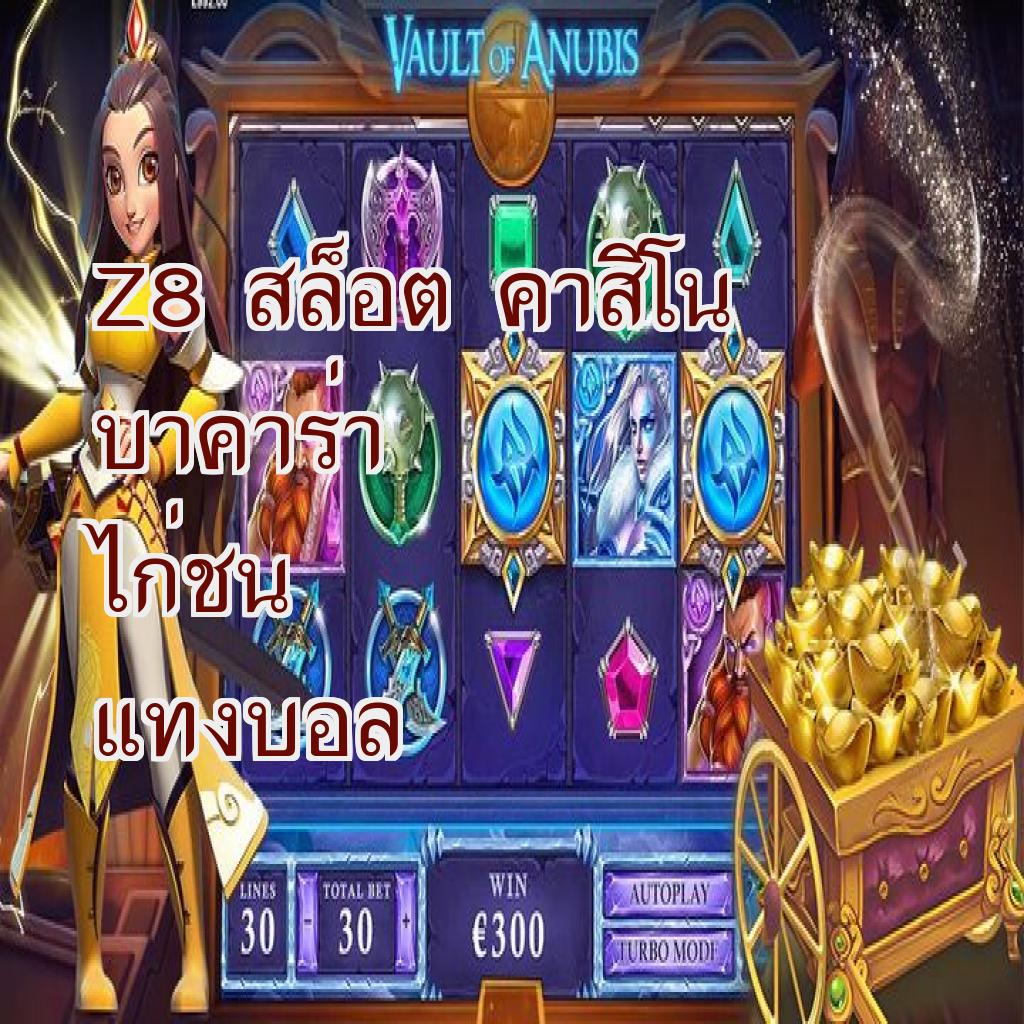 VAULT OF ANUBIS
Z8 สล็อต คาสิโน
บาคาร่า
ไก่ชน
แทงบอล
LINES
30
TOTAL BET
- 30 +
WIN
€300
AUTOPLAY
TURBO MODE